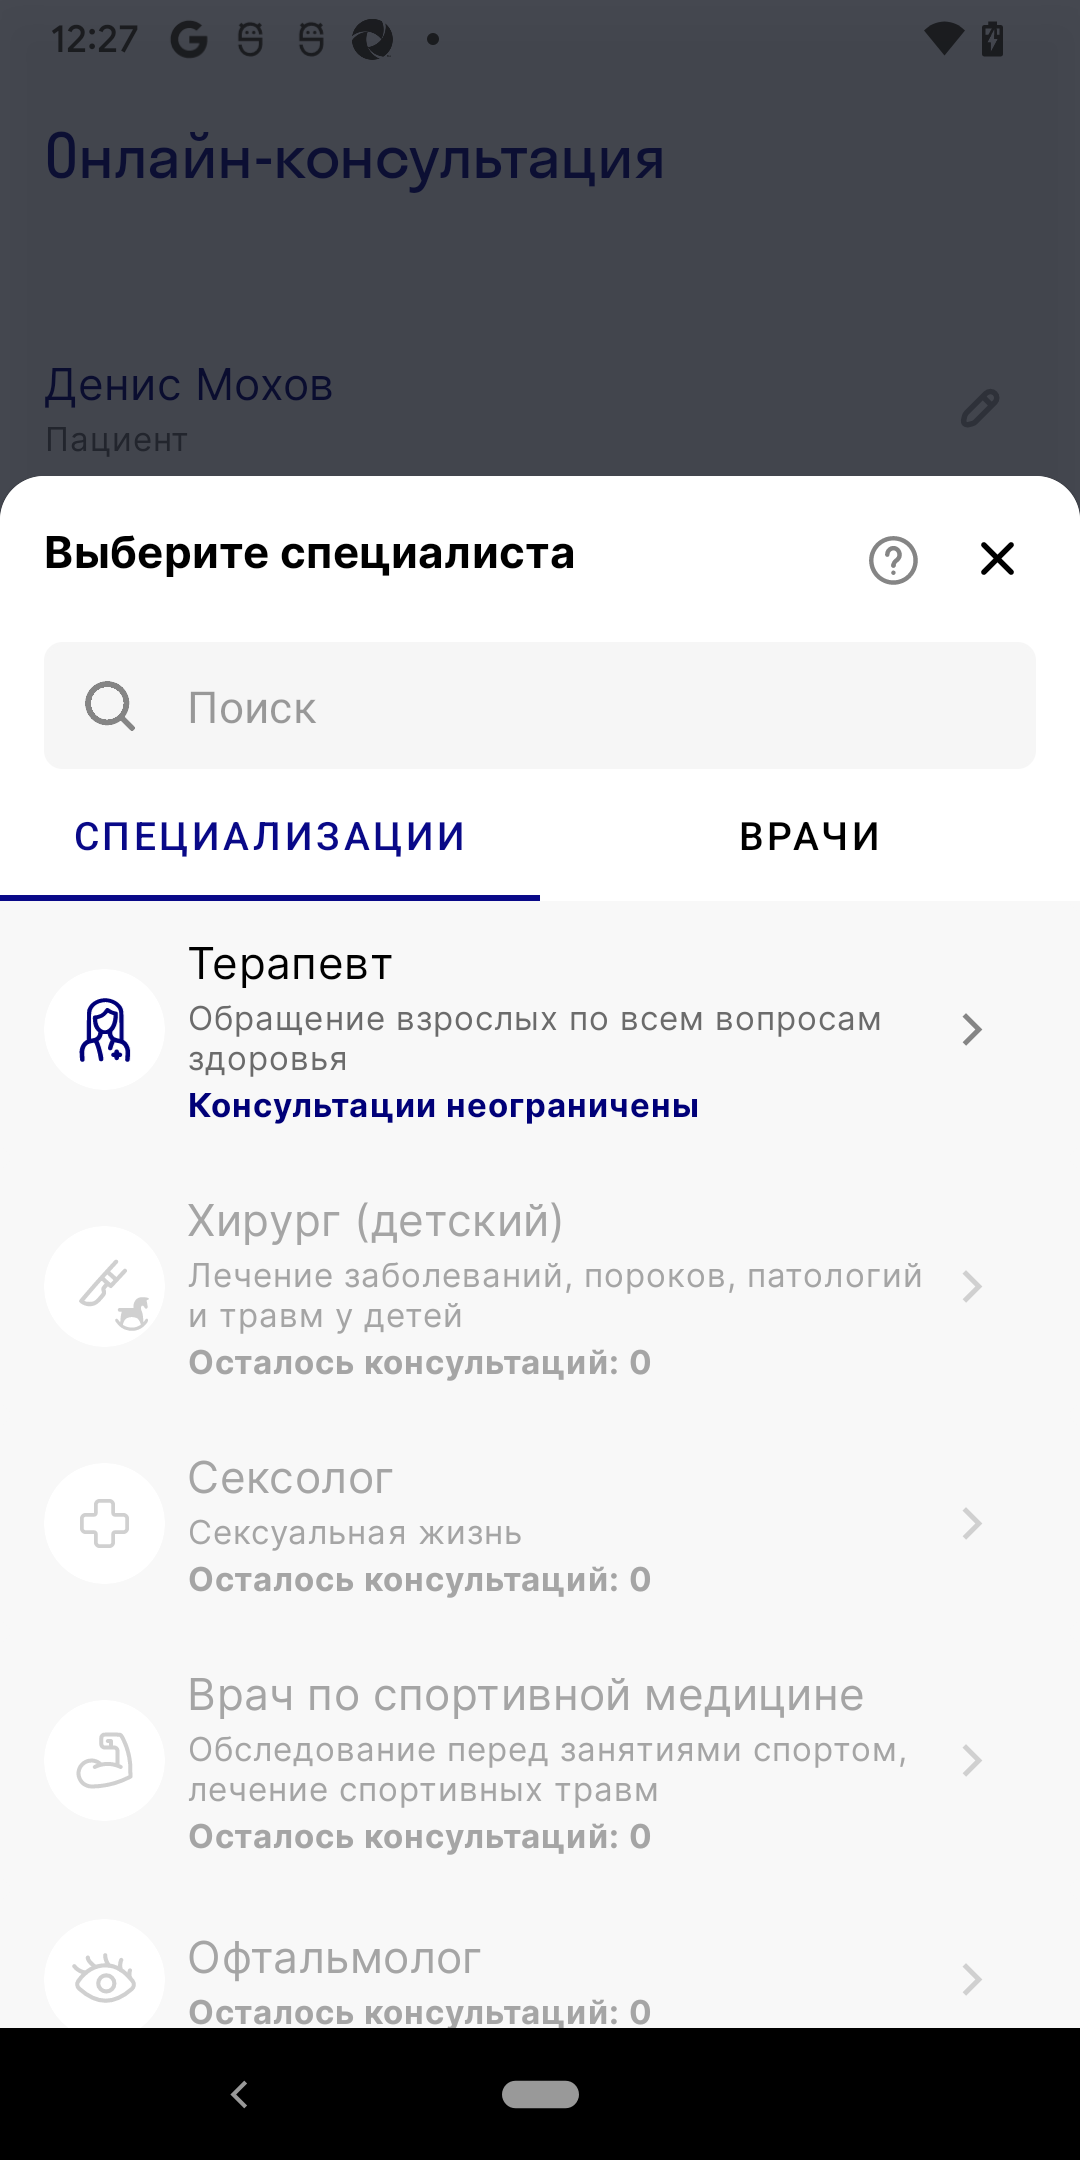 12:27
Онлайн-консультация
Денис Мохов
Пациент
Выберите специалиста
Поиск
СПЕЦИАЛИЗАЦИИ
ВРАЧИ
Терапевт
Обращение взрослых по всем вопросам
здоровья
Консультации неограничены
Хирург (детский)
Лечение заболеваний, пороков, патологий
и травм у детей
Осталось консультаций: 0
Сексолог
Сексуальная жизнь
Осталось консультаций: 0
Врач по спортивной медицине
Обследование перед занятиями спортом,
лечение спортивных травм
Осталось консультаций: 0
Офтальмолог
Осталось консультаций: 0